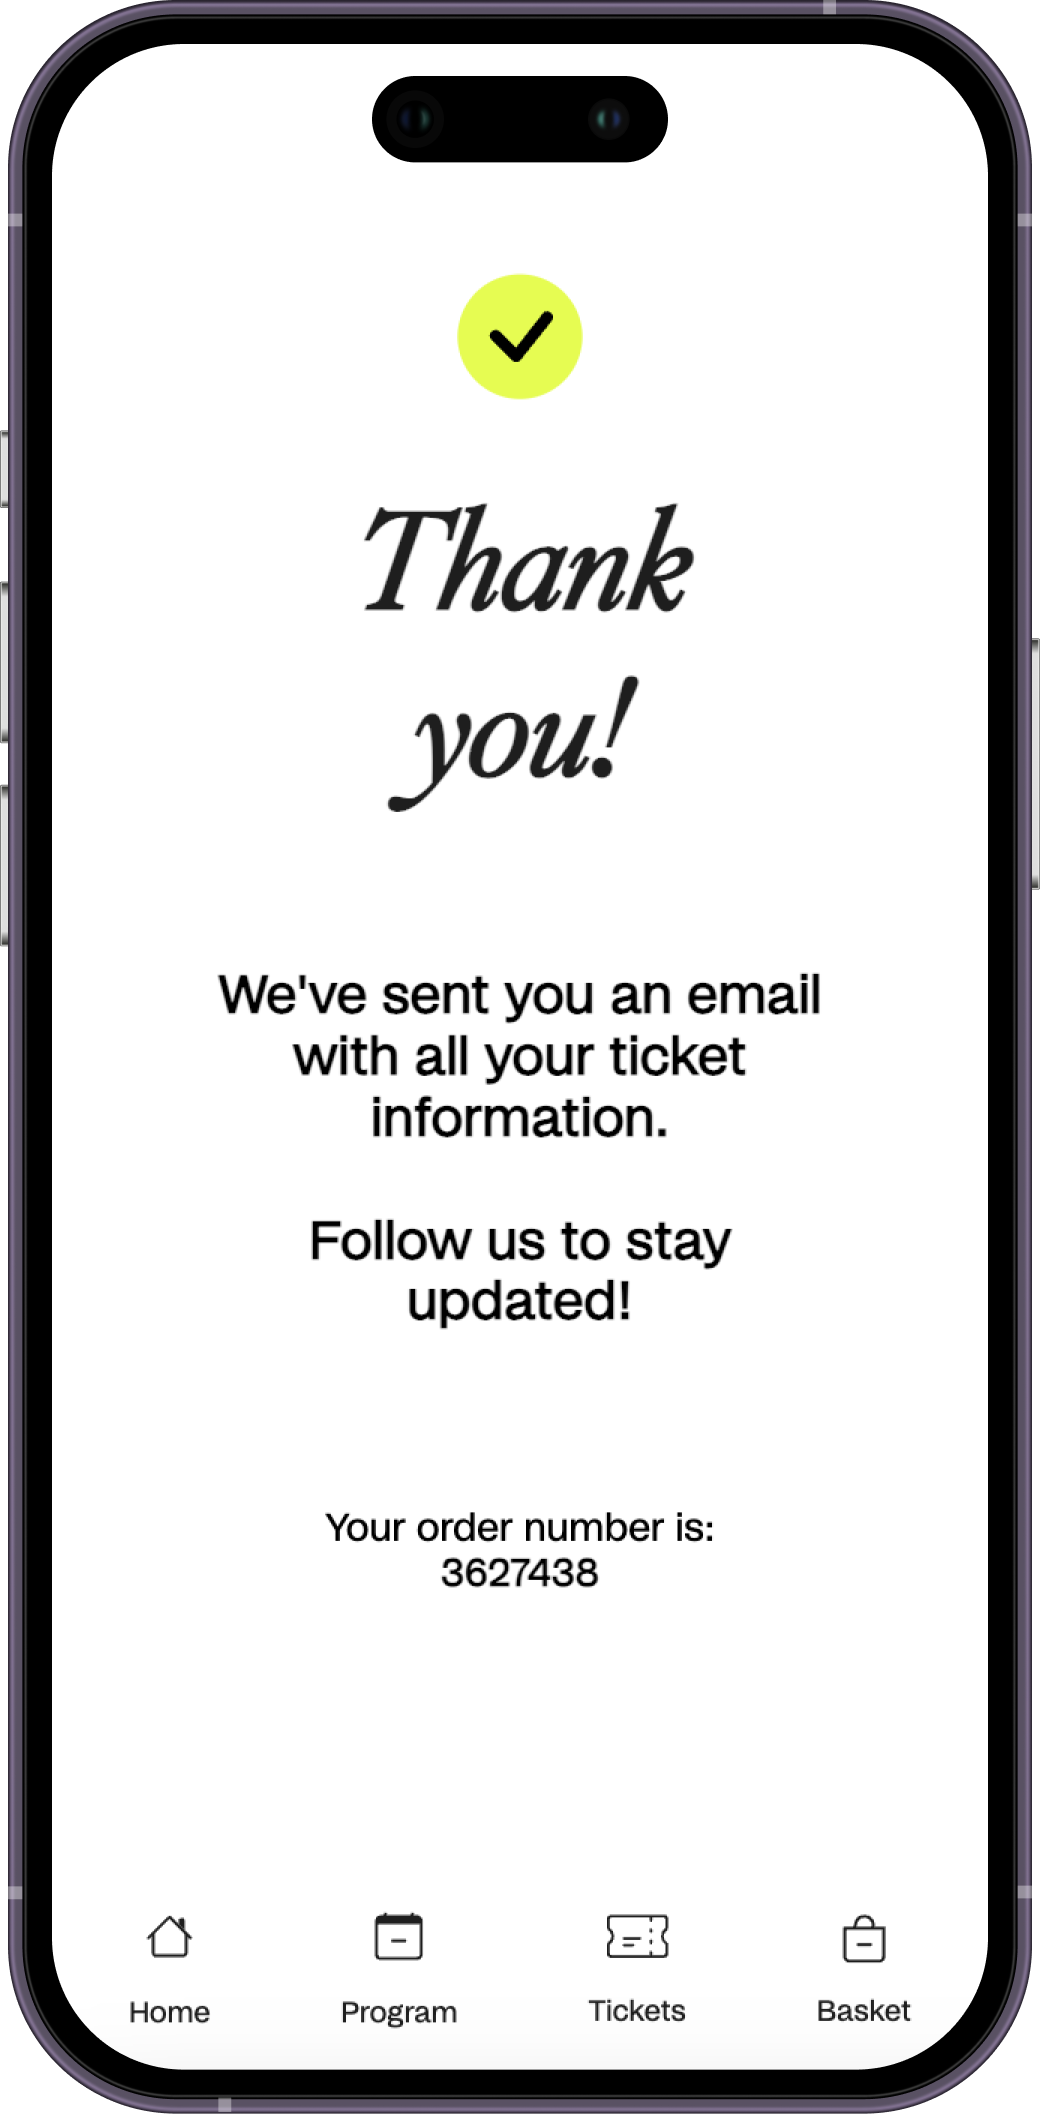 Thank
you!
We've sent you an email
with all your ticket
information.
Follow us to stay
updated!
Your order number is:
3627438
Home
Program
Tickets
Basket